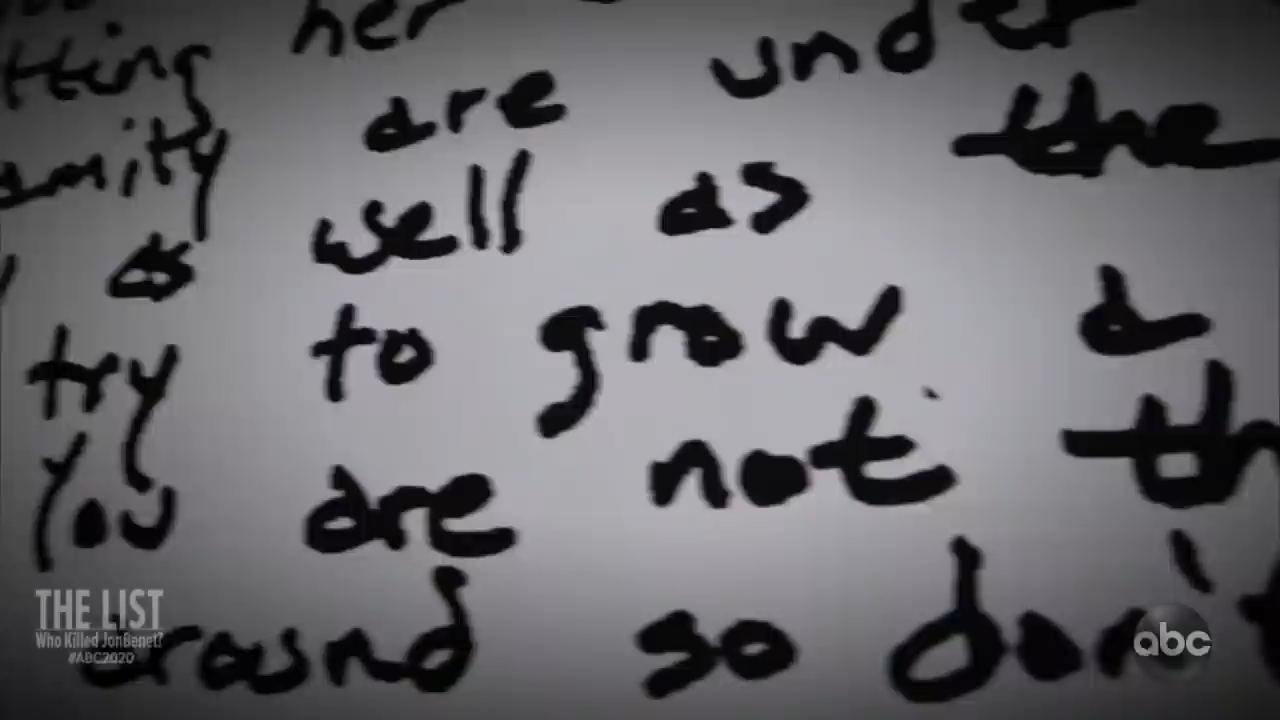 her
tting are under
amity well as the
as to grow a
try not th
You are so don't
around
THE LIST
Who Killed JonBenet?
#ABC2020
abc